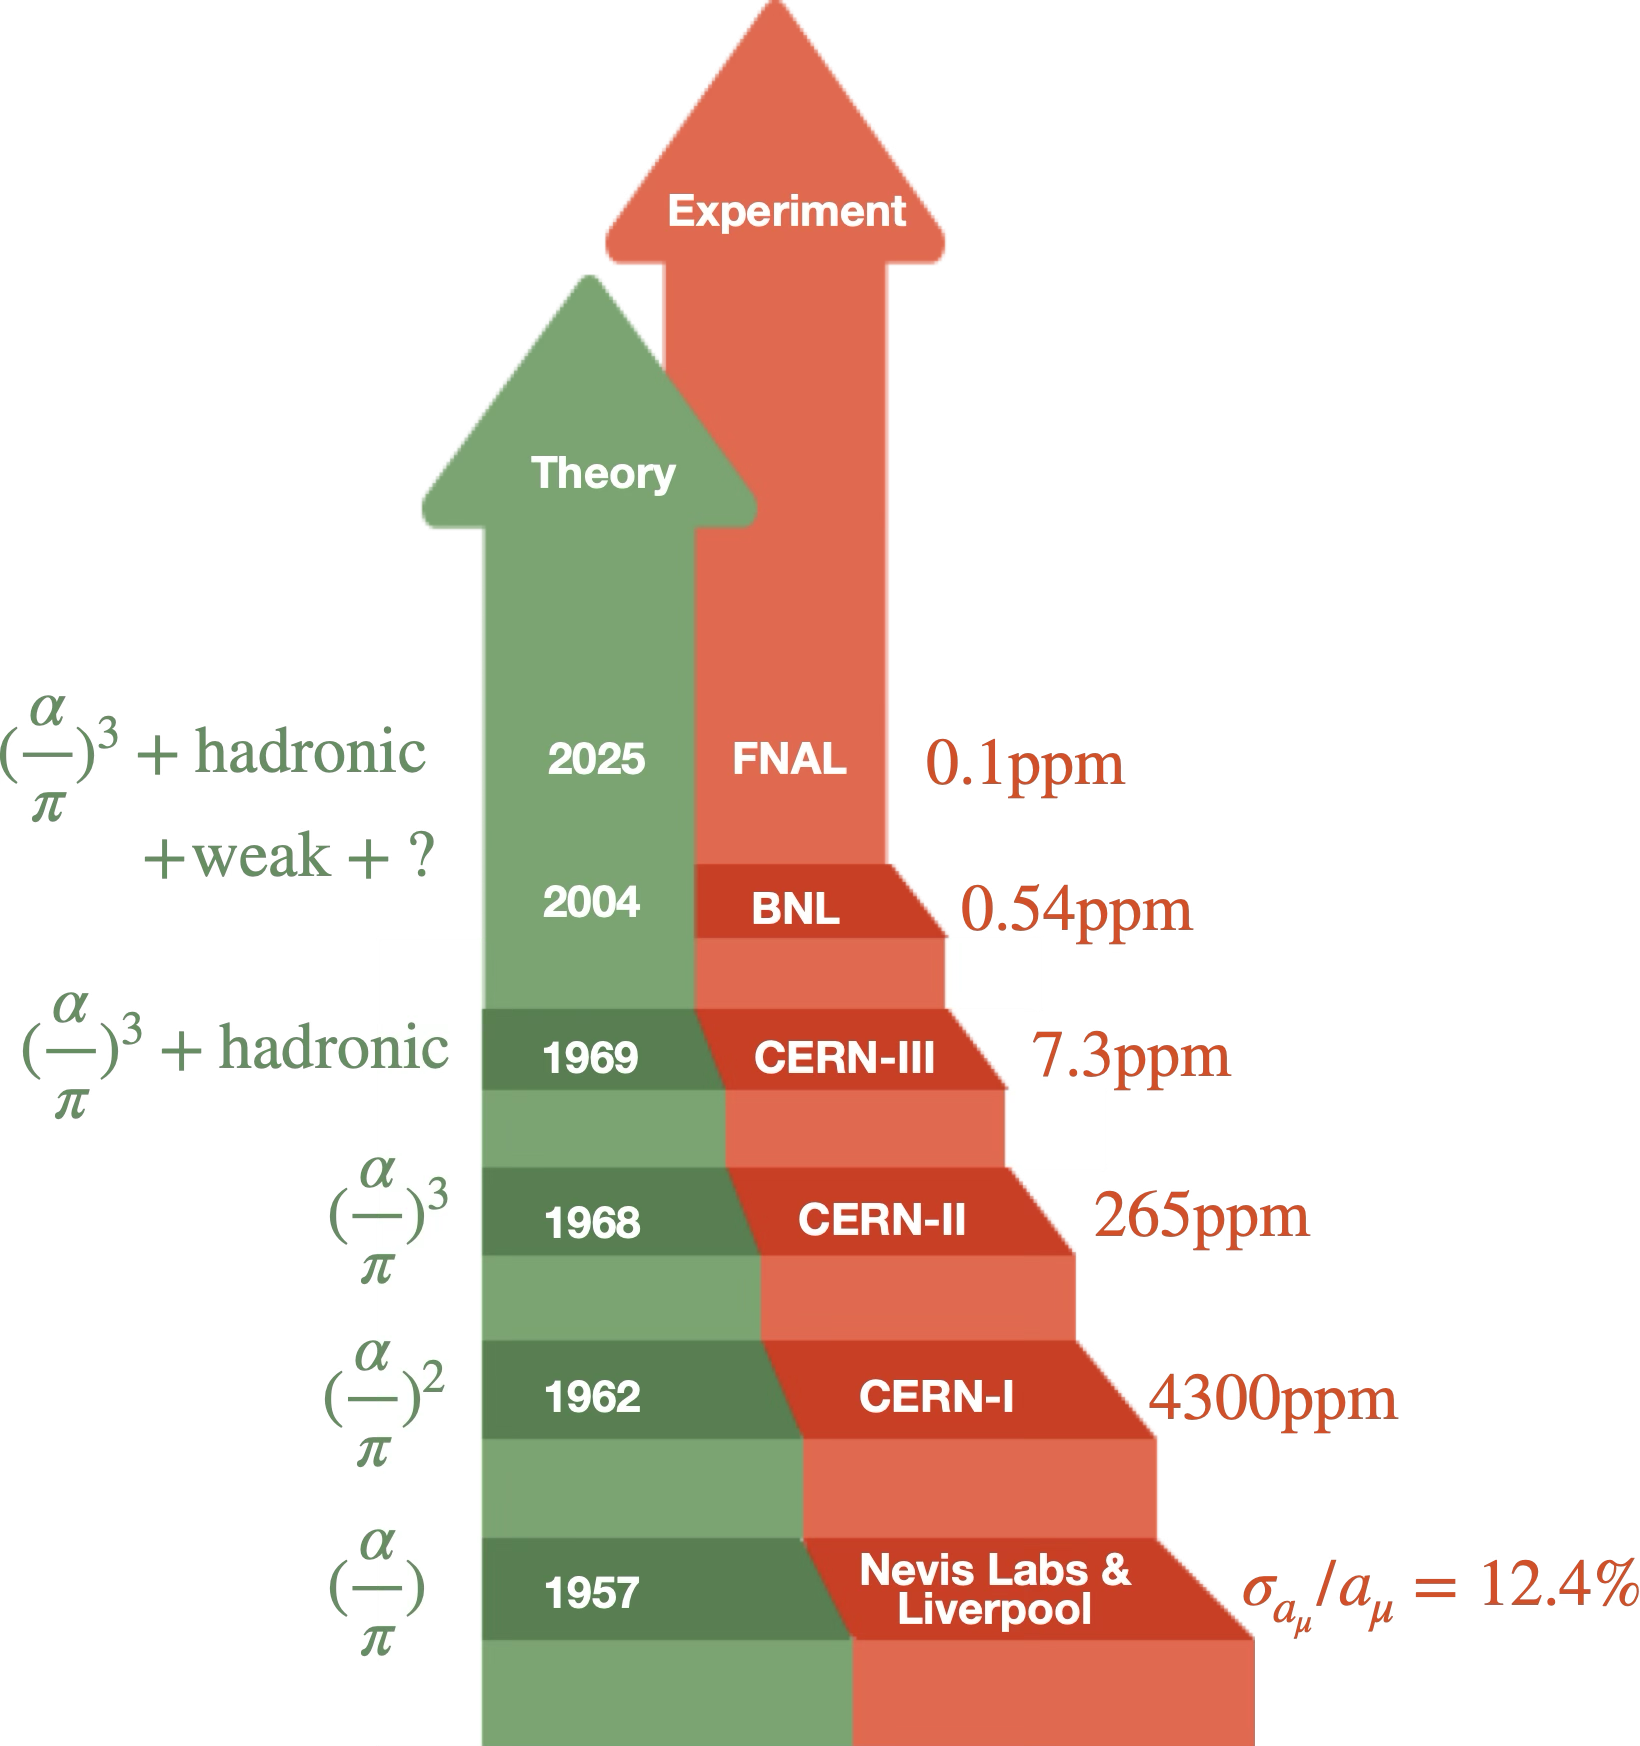 Experiment
Theory
(α/π)³ + hadronic 2025 FNAL 0.1ppm
+weak + ?
2004 BNL 0.54ppm
(α/π)³ + hadronic 1969 CERN-III 7.3ppm
(α/π)³ 1968 CERN-II 265ppm
(α/π)² 1962 CERN-I 4300ppm
(α/π) 1957 Nevis Labs & Liverpool σ_{a_μ}/a_μ = 12.4%